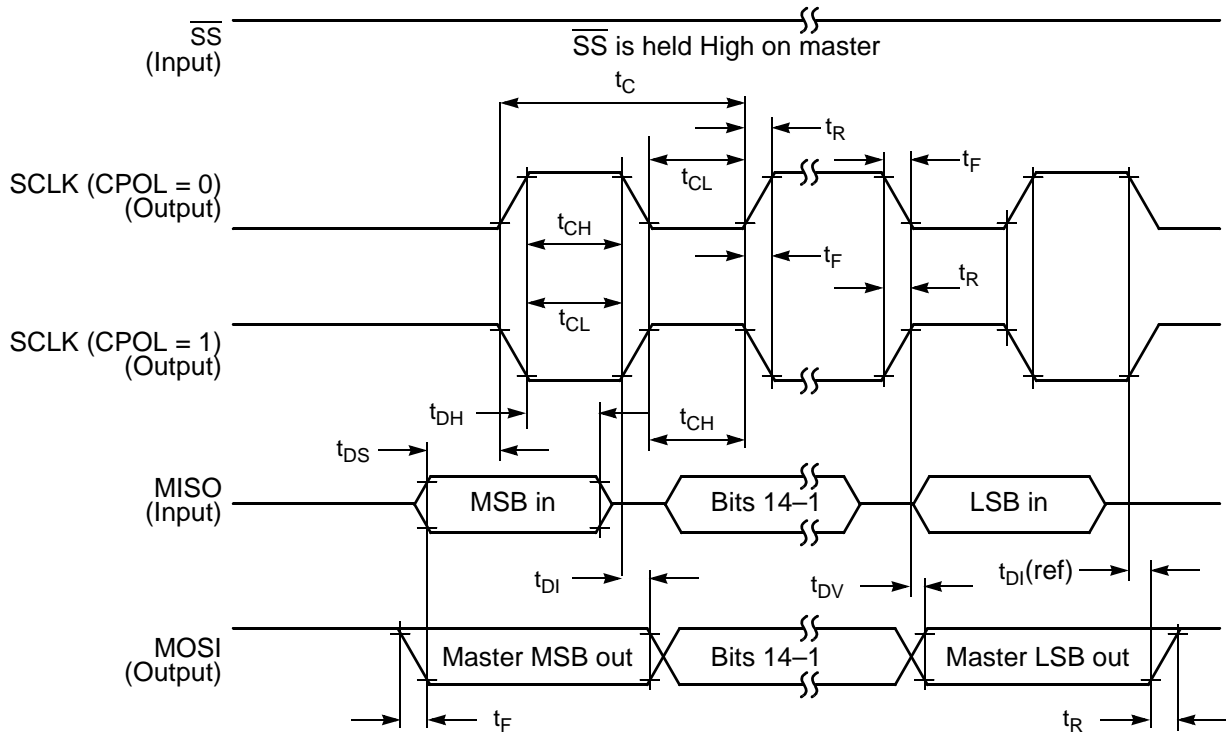 SS
(Input)
SS is held High on master
tC
tR
tCL
tF
SCLK (CPOL = 0)
(Output)
tCH
tF
tR
tCL
SCLK (CPOL = 1)
(Output)
tDH
tCH
tDS
MISO
(Input)
MSB in
Bits 14–1
LSB in
tDI
tDV
tDI(ref)
MOSI
(Output)
Master MSB out
Bits 14–1
Master LSB out
tF
tR